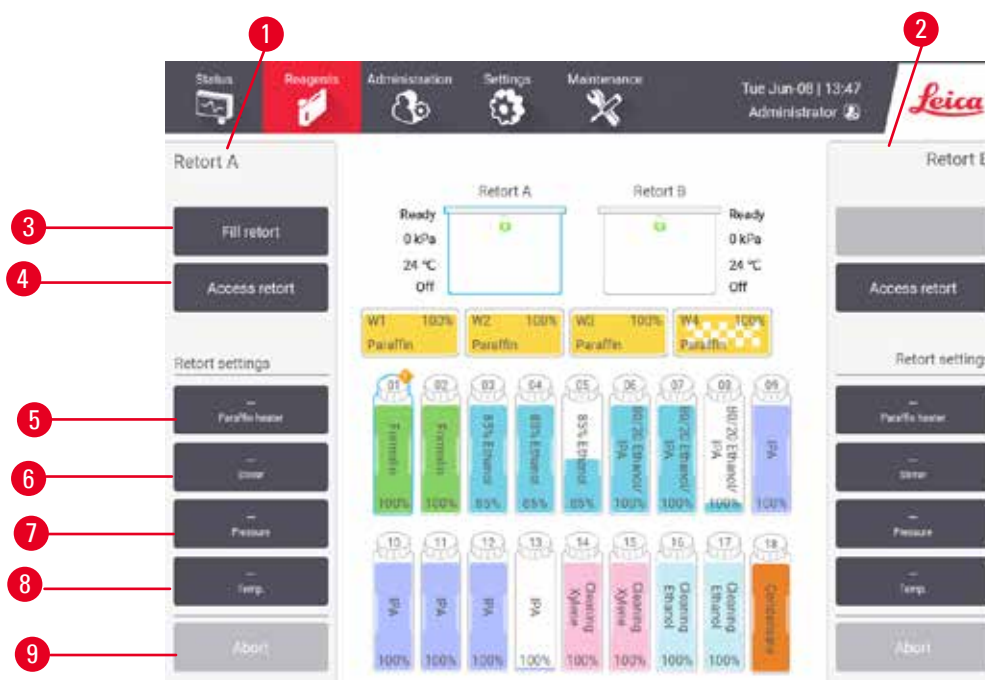 1
2
Status
Reagents
Administration
Settings
Maintenance
Tue Jun-08 | 13:47
Administrator
Leica
Retort A
3
Fill retort
4
Access retort
Retort settings
5
--
Paraffin heater
6
--
Stirrer
7
--
Pressure
8
--
Temp.
9
Abort
Retort A
Retort B
Ready
0 kPa
24 °C
Off
Ready
0 kPa
24 °C
Off
W1 100%
Paraffin
W2 100%
Paraffin
W3 100%
Paraffin
W4 100%
Paraffin
01
Formalin
100%
02
Formalin
100%
03
85% Ethanol
85%
04
85% Ethanol
85%
05
85% Ethanol
85%
06
80/20 Ethanol/
IPA
100%
07
80/20 Ethanol/
IPA
100%
08
80/20 Ethanol/
IPA
100%
09
IPA
100%
10
IPA
100%
11
IPA
100%
12
IPA
100%
13
IPA
100%
14
Cleaning
Xylene
100%
15
Cleaning
Xylene
100%
16
Cleaning
Ethanol
100%
17
Cleaning
Ethanol
100%
18
Condensate
Retort
Access retort
Retort settings
--
Paraffin heater
--
Stirrer
--
Pressure
--
Temp.
Abort